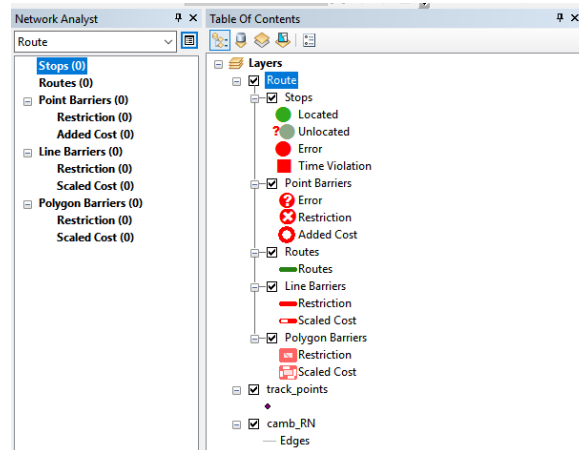 Network Analyst
Route
Stops (0)
Routes (0)
Point Barriers (0)
Restriction (0)
Added Cost (0)
Line Barriers (0)
Restriction (0)
Scaled Cost (0)
Polygon Barriers (0)
Restriction (0)
Scaled Cost (0)
Table Of Contents
Layers
Route
Stops
Located
? Unlocated
Error
Time Violation
Point Barriers
? Error
Restriction
Added Cost
Routes
Routes
Line Barriers
Restriction
Scaled Cost
Polygon Barriers
Restriction
Scaled Cost
track_points
camb_RN
Edges